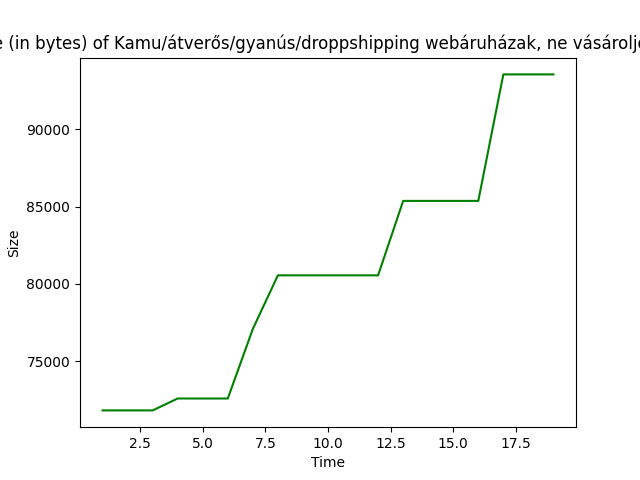 (in bytes) of Kamu/átverős/gyanús/droppshipping webáruházak, ne
90000
85000
80000
75000
Size
2.5 5.0 7.5 10.0 12.5 15.0 17.5
Time